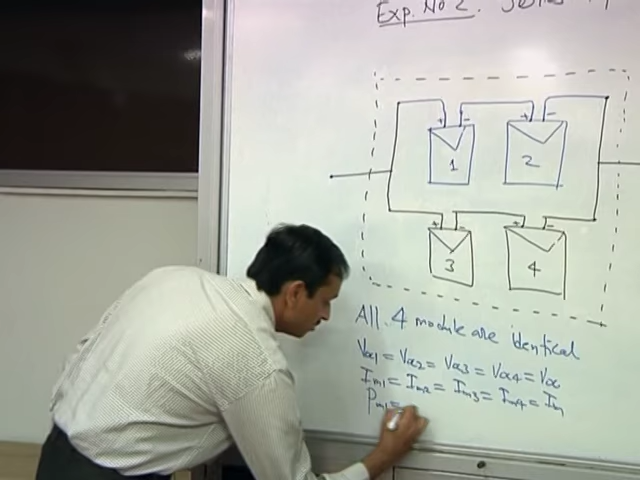 Exp. No 2. Series
+ - + -
1 2
+ - + -
3 4
All 4 module are identical
Voc1 = Voc2 = Voc3 = Voc4 = Voc
Im1 = Im2 = Im3 = Im4 = Im
Pm1 =